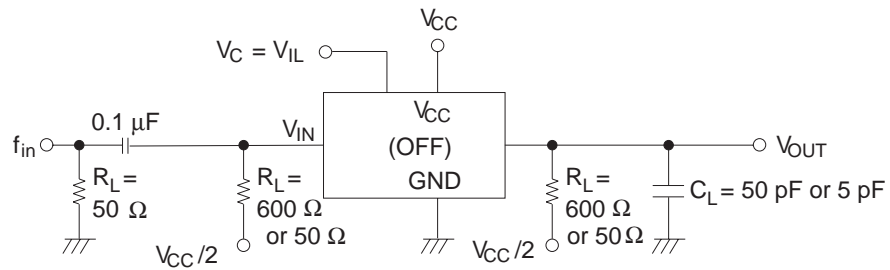 V_CC
V_C = V_IL
0.1 μF
V_IN
V_CC
f_in
(OFF)
V_OUT
GND
R_L =
50 Ω
R_L =
600 Ω
or 50 Ω
R_L =
600 Ω
or 50 Ω
C_L = 50 pF or 5 pF
V_CC/2
V_CC/2